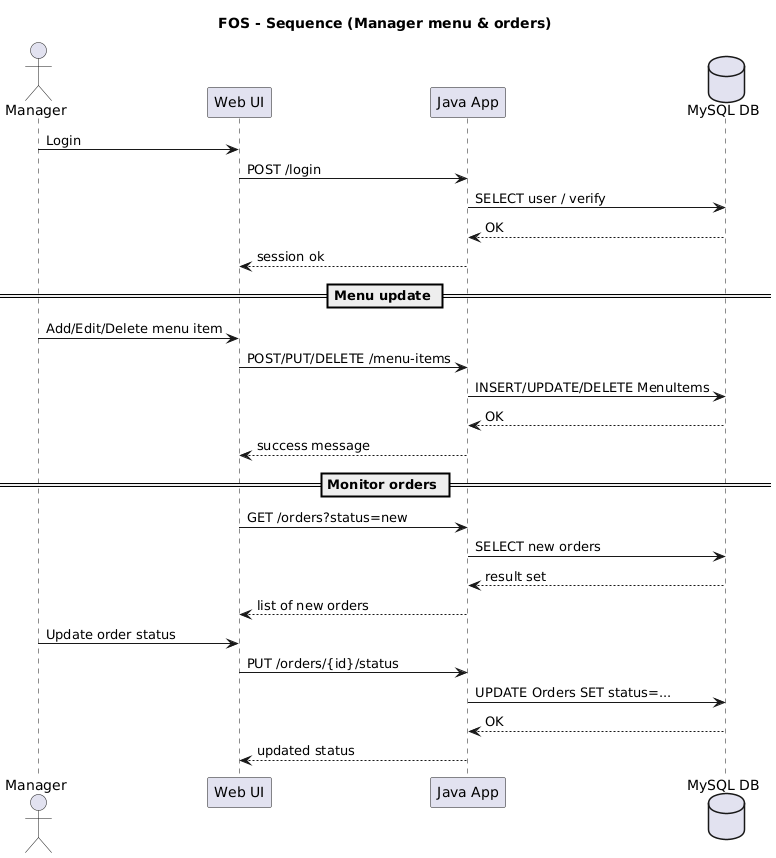 FOS - Sequence (Manager menu & orders)
Manager
Web UI
Java App
MySQL DB
Login
POST /login
SELECT user / verify
OK
session ok
Menu update
Add/Edit/Delete menu item
POST/PUT/DELETE /menu-items
INSERT/UPDATE/DELETE MenuItems
OK
success message
Monitor orders
GET /orders?status=new
SELECT new orders
result set
list of new orders
Update order status
PUT /orders/{id}/status
UPDATE Orders SET status=...
OK
updated status
Manager
Web UI
Java App
MySQL DB